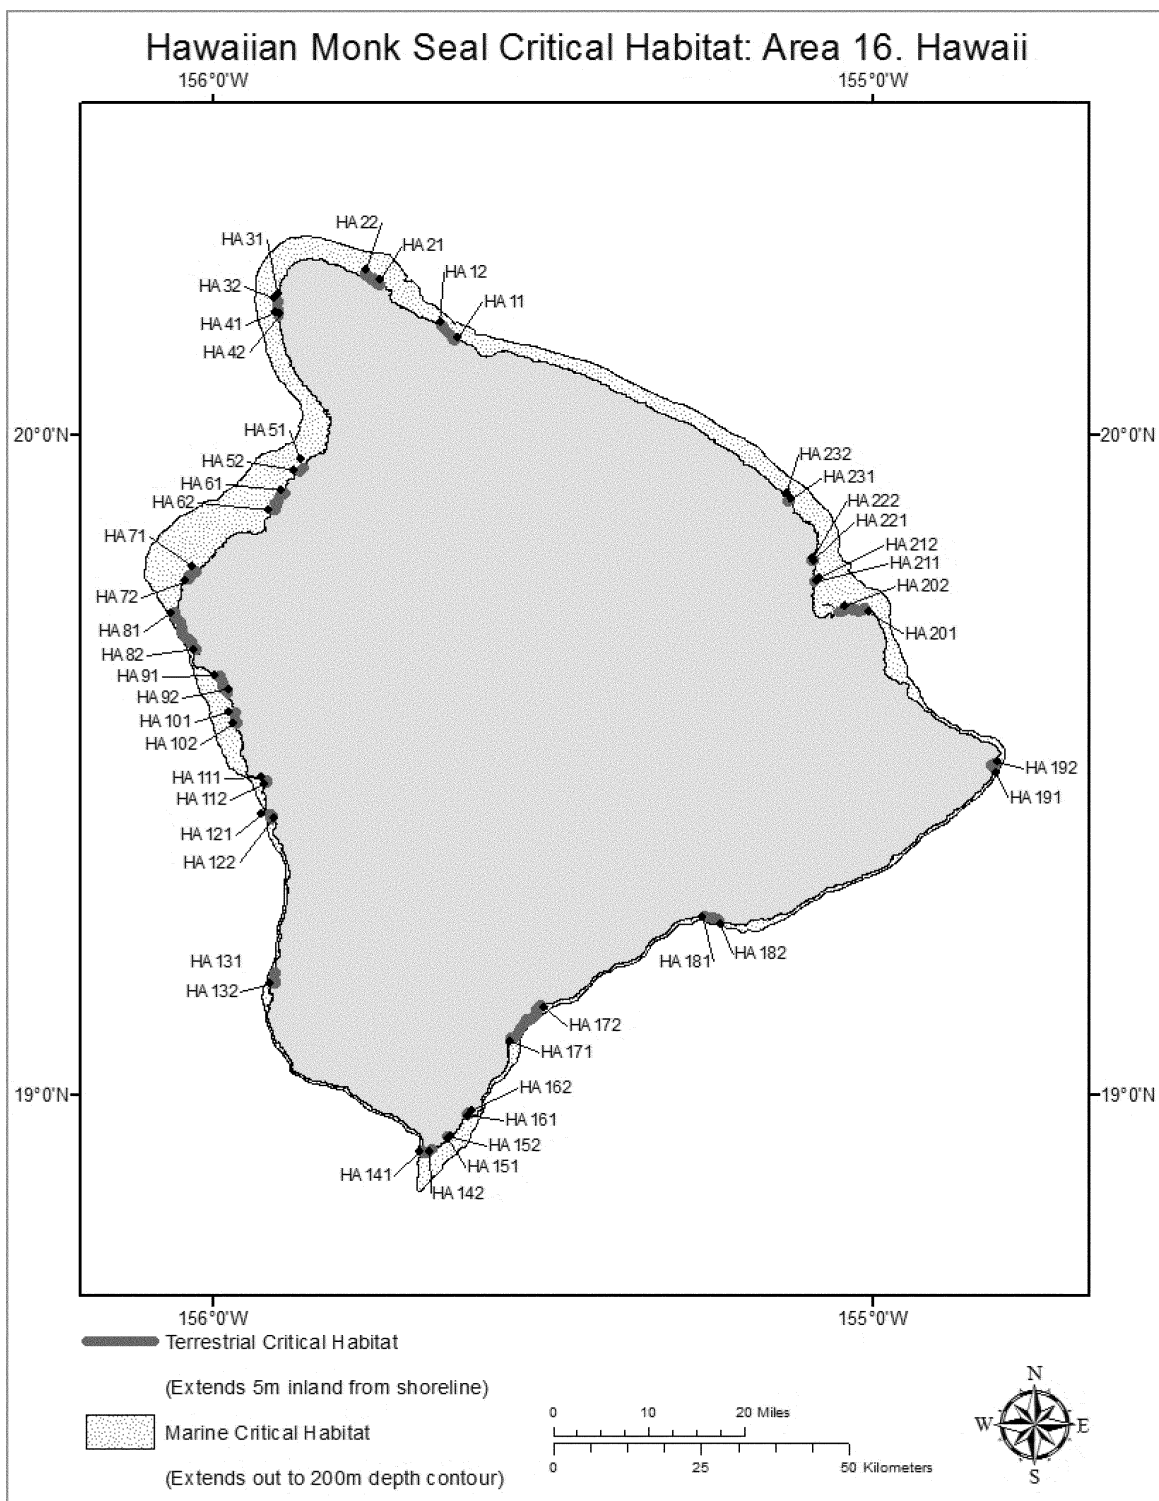 Hawaiian Monk Seal Critical Habitat: Area 16. Hawaii
156°0'W
155°0'W
HA 22
HA 31
HA 21
HA 12
HA 32
HA 11
HA 41
HA 42
HA 51
20°0'N
20°0'N
HA 52
HA 232
HA 61
HA 231
HA 62
HA 222
HA 221
HA 71
HA 212
HA 211
HA 202
HA 72
HA 81
HA 201
HA 82
HA 91
HA 92
HA 101
HA 102
HA 192
HA 111
HA 112
HA 191
HA 121
HA 122
HA 182
HA 131
HA 181
HA 132
HA 172
HA 171
HA 162
19°0'N
19°0'N
HA 161
HA 152
HA 151
HA 141
HA 142
156°0'W
155°0'W
Terrestrial Critical Habitat
(Extends 5m inland from shoreline)
Marine Critical Habitat
(Extends out to 200m depth contour)
0 10 20 Miles
0 25 50 Kilometers
N
W E
S